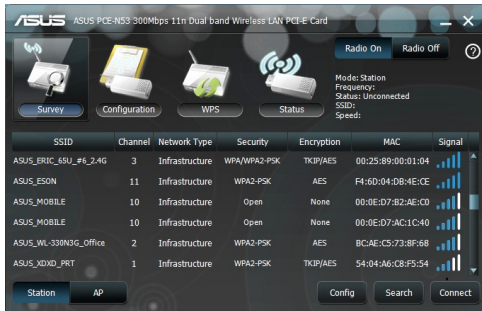 ASUS ASUS PCE-N53 300Mbps 11n Dual band Wireless LAN PCI-E Card
Radio On Radio Off
Mode: Station
Frequency:
Status: Unconnected
SSID:
Speed:
Survey Configuration WPS Status
SSID Channel Network Type Security Encryption MAC Signal
ASUS_ERIC_65U_#6_2.4G 3 Infrastructure WPA/WPA2-PSK TKIP/AES 00:25:89:00:01:04
ASUS_ESON 11 Infrastructure WPA2-PSK AES F4:6D:04:DB:4E:CE
ASUS_MOBILE 10 Infrastructure Open None 00:0E:D7:B2:AE:C0
ASUS_MOBILE 10 Infrastructure Open None 00:0E:D7:AC:1C:40
ASUS_WL-330N3G_Office 2 Infrastructure WPA2-PSK AES BC:AE:C5:73:8F:68
ASUS_XDXD_PRT 1 Infrastructure WPA2-PSK TKIP/AES 54:04:A6:C8:F5:54
Station AP Config Search Connect